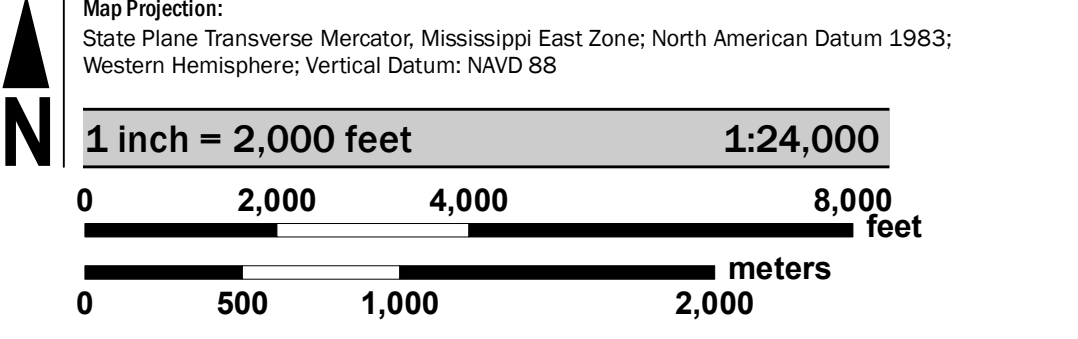 Map Projection:
State Plane Transverse Mercator, Mississippi East Zone; North American Datum 1983;
Western Hemisphere; Vertical Datum: NAVD 88
N
1 inch = 2,000 feet 1:24,000
0 2,000 4,000 8,000
feet
meters
0 500 1,000 2,000